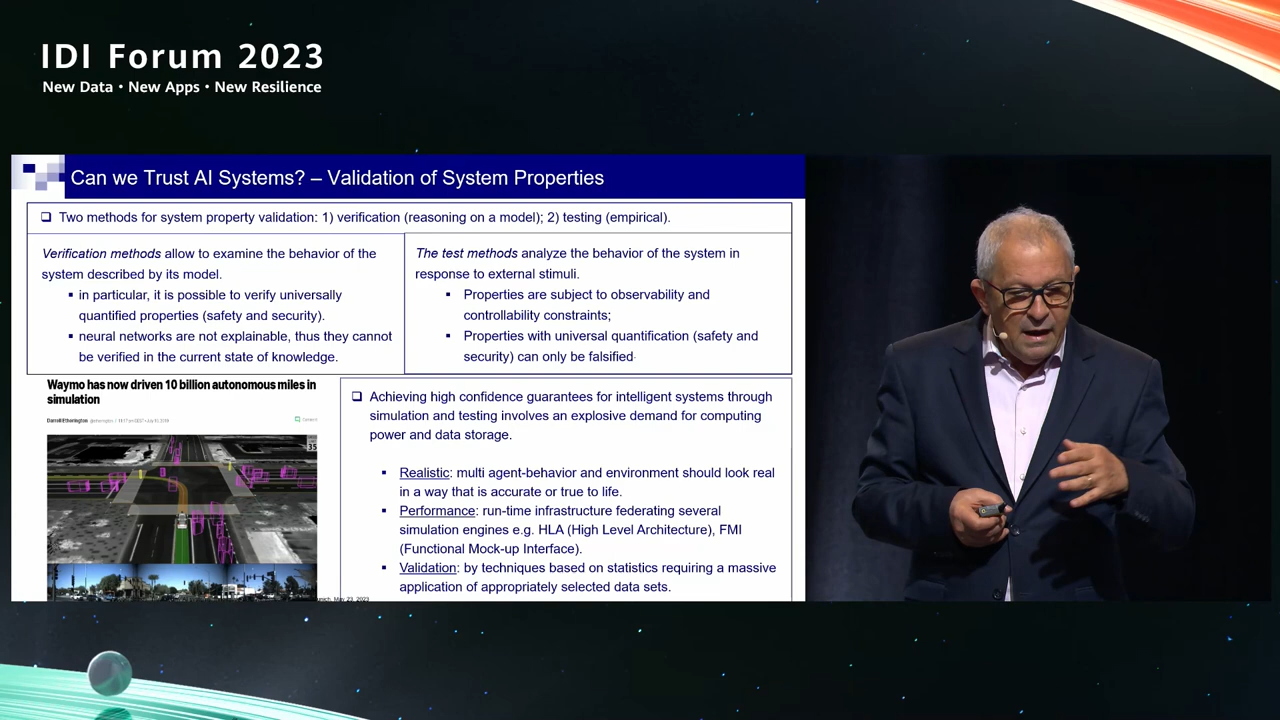 IDI Forum 2023
New Data • New Apps • New Resilience
Can we Trust AI Systems? – Validation of System Properties
❑ Two methods for system property validation: 1) verification (reasoning on a model); 2) testing (empirical).
Verification methods allow to examine the behavior of the
system described by its model.
▪ in particular, it is possible to verify universally
quantified properties (safety and security).
▪ neural networks are not explainable, thus they cannot
be verified in the current state of knowledge.
The test methods analyze the behavior of the system in
response to external stimuli.
▪ Properties are subject to observability and
controllability constraints;
▪ Properties with universal quantification (safety and
security) can only be falsified
Waymo has now driven 10 billion autonomous miles in
simulation
Darrell Etherington
35
❑ Achieving high confidence guarantees for intelligent systems through
simulation and testing involves an explosive demand for computing
power and data storage.
▪ Realistic: multi agent-behavior and environment should look real
in a way that is accurate or true to life.
▪ Performance: run-time infrastructure federating several
simulation engines e.g. HLA (High Level Architecture), FMI
(Functional Mock-up Interface).
▪ Validation: by techniques based on statistics requiring a massive
application of appropriately selected data sets.
May 23, 2023